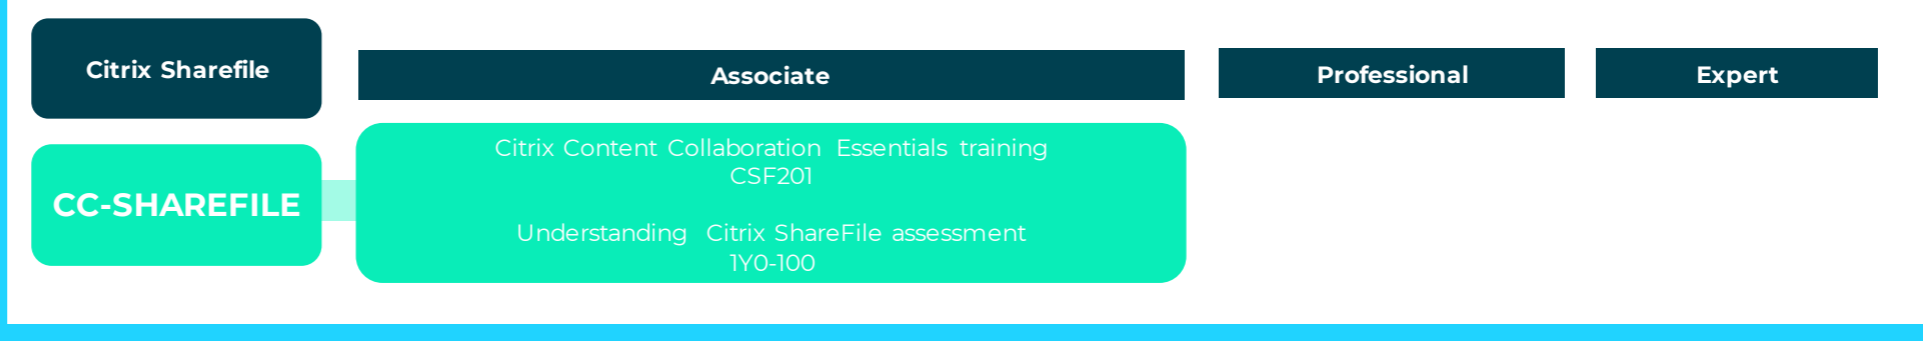 Citrix Sharefile
Associate
Professional
Expert
CC-SHAREFILE
Citrix Content Collaboration Essentials training
CSF201
Understanding Citrix ShareFile assessment
1Y0-100